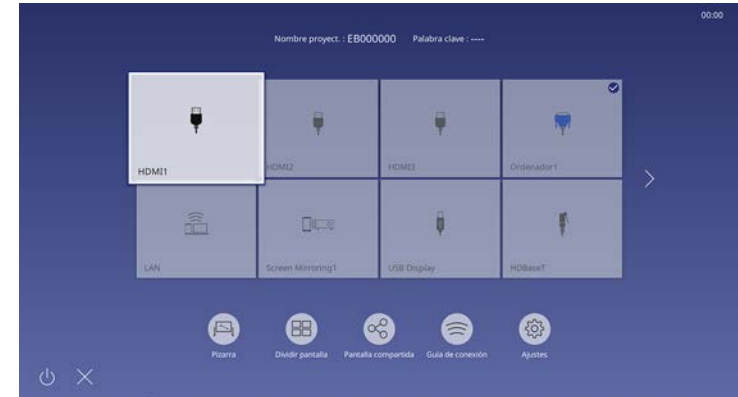 00:00
Nombre proyect. : EB000000 Palabra clave : ----
HDMI1 HDMI2 HDMI3 Ordenador1
LAN Screen Mirroring1 USB Display HDBaseT
Pizarra Dividir pantalla Pantalla compartida Guía de conexión Ajustes